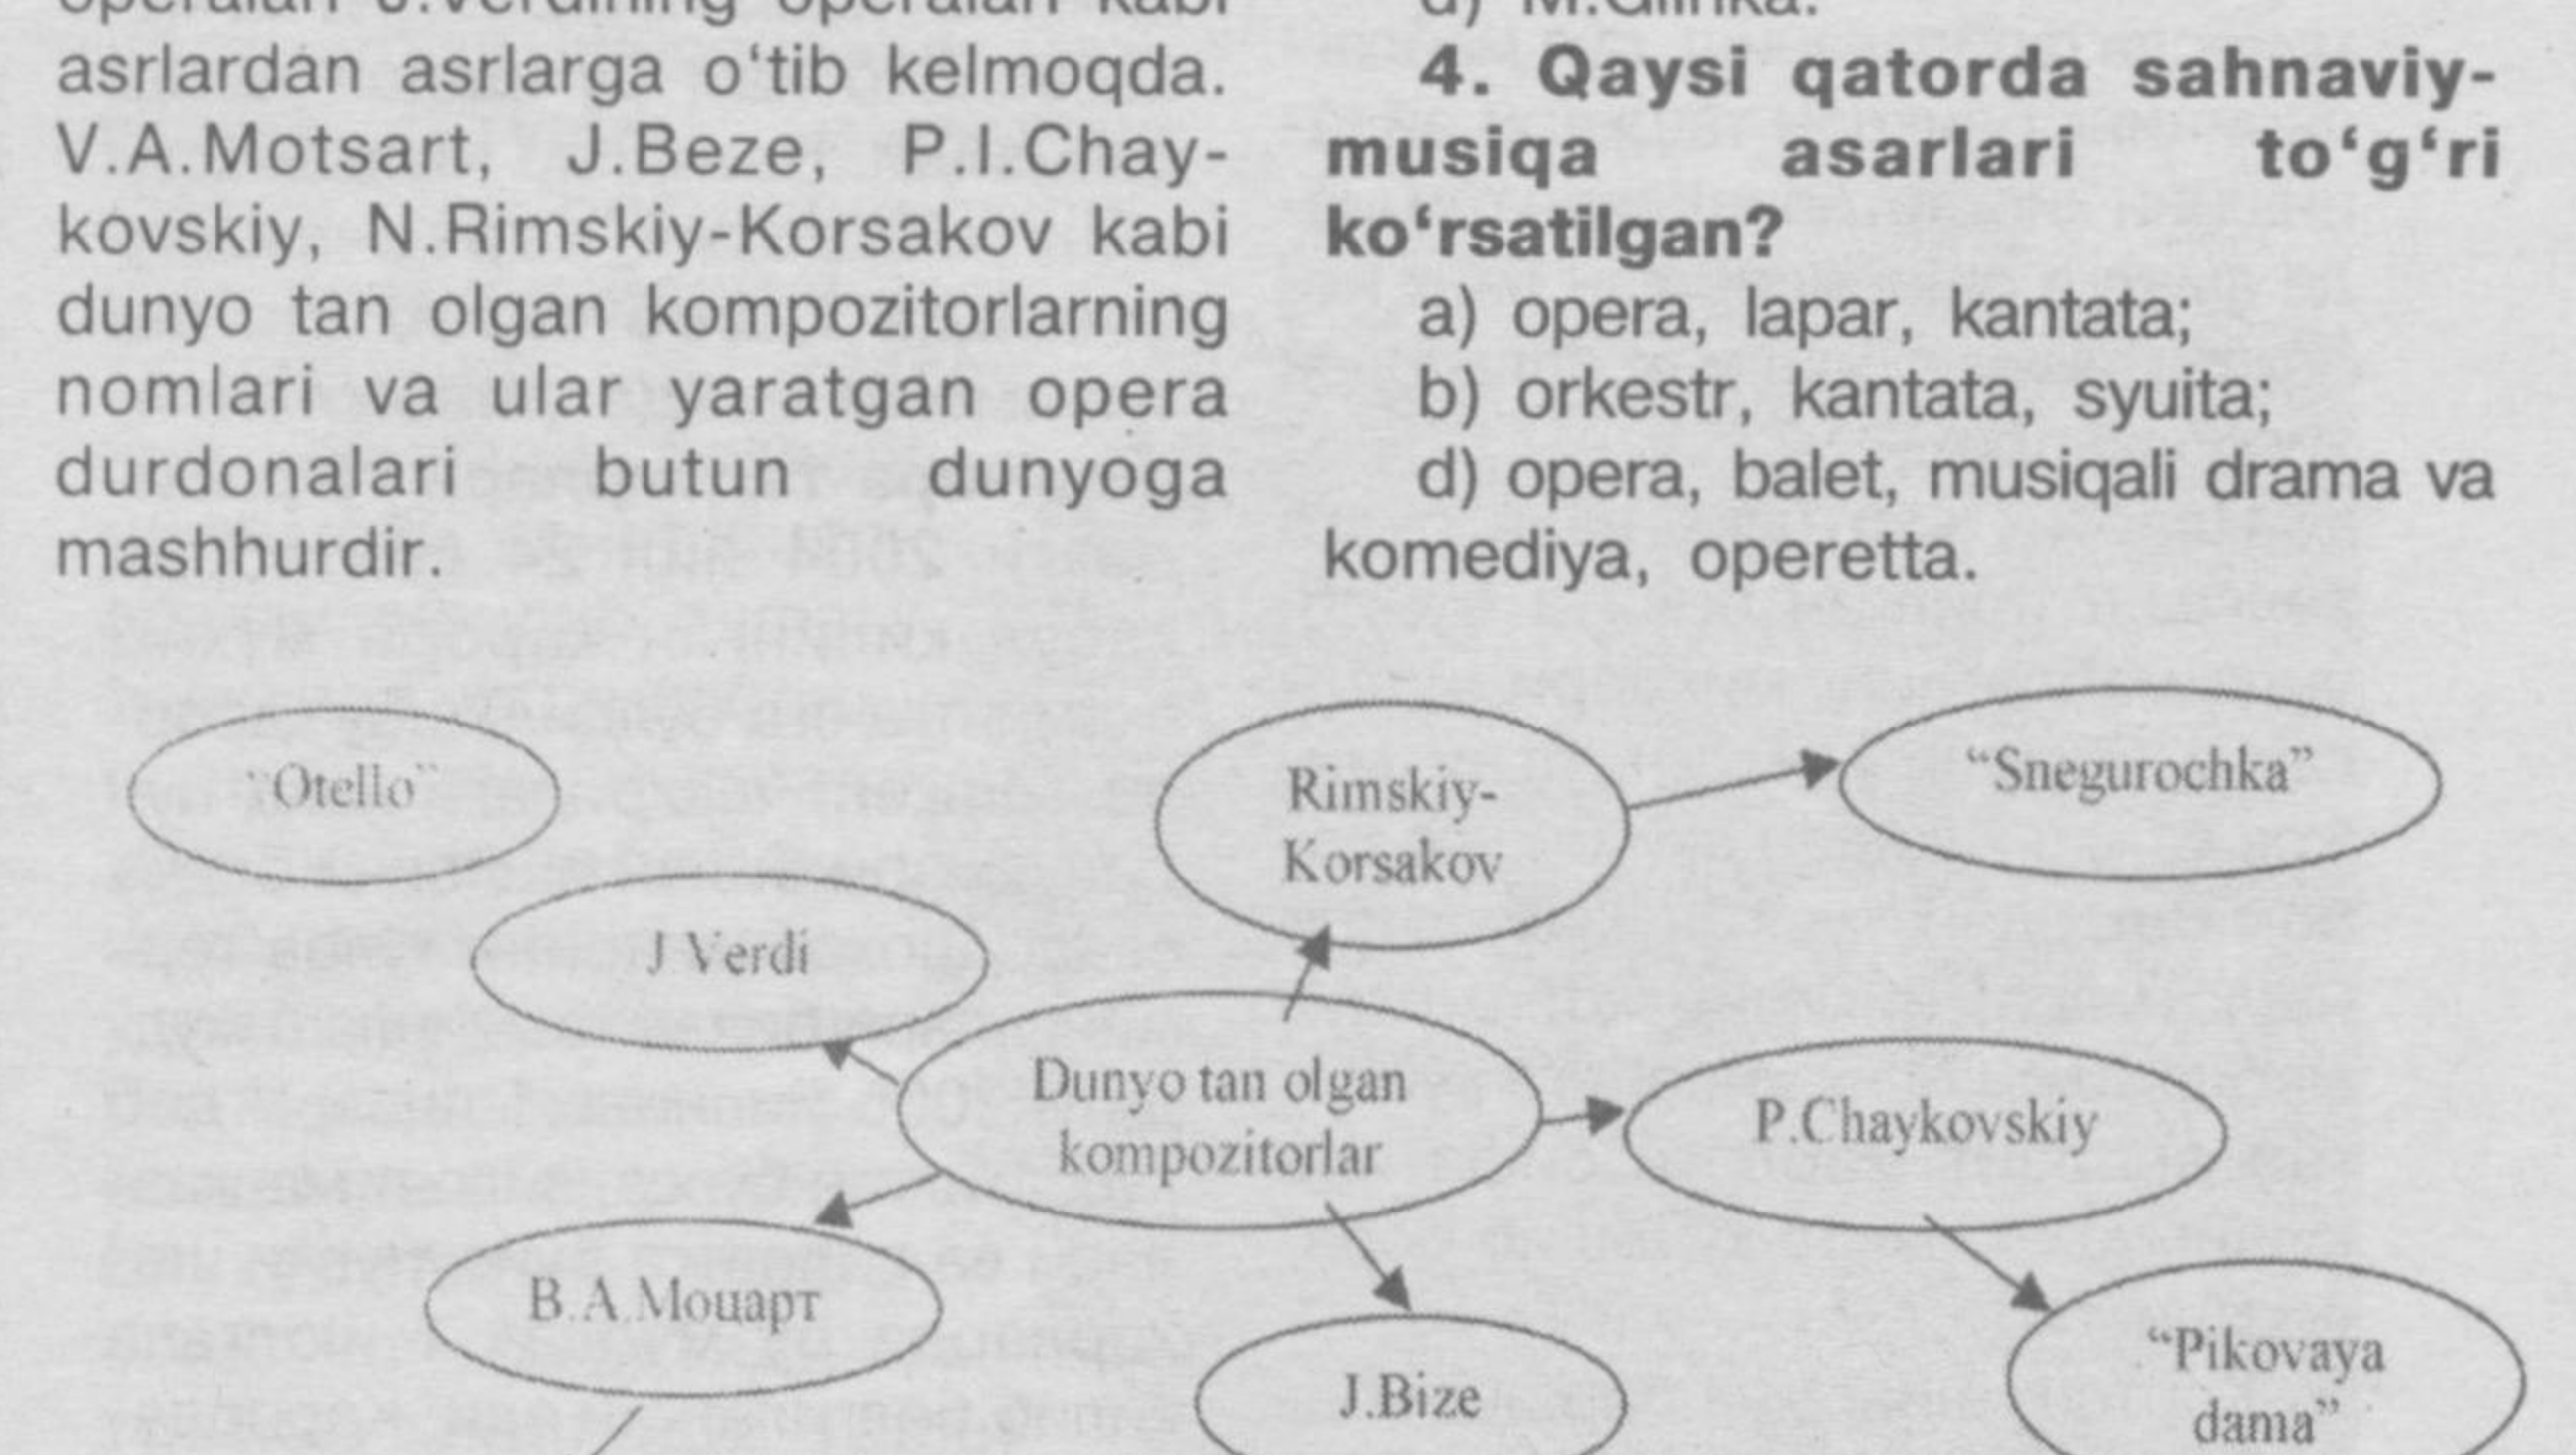 asrlardan asrlarga o‘tib kelmoqda.
V.A.Motsart, J.Beze, P.I.Chay-
kovskiy, N.Rimskiy-Korsakov kabi
dunyo tan olgan kompozitorlarning
nomlari va ular yaratgan opera
durdonalari butun dunyoga
mashhurdir.
d) M.Glinka.
4. Qaysi qatorda sahnaviy-
musiqa asarlari to‘g‘ri
ko‘rsatilgan?
a) opera, lapar, kantata;
b) orkestr, kantata, syuita;
d) opera, balet, musiqali drama va
komediya, operetta.
“Otello”
Rimskiy-
Korsakov
“Snegurochka”
J Verdi
Dunyo tan olgan
kompozitorlar
P.Chaykovskiy
В.А.Моцарт
J.Bize
“Pikovaya
dama”